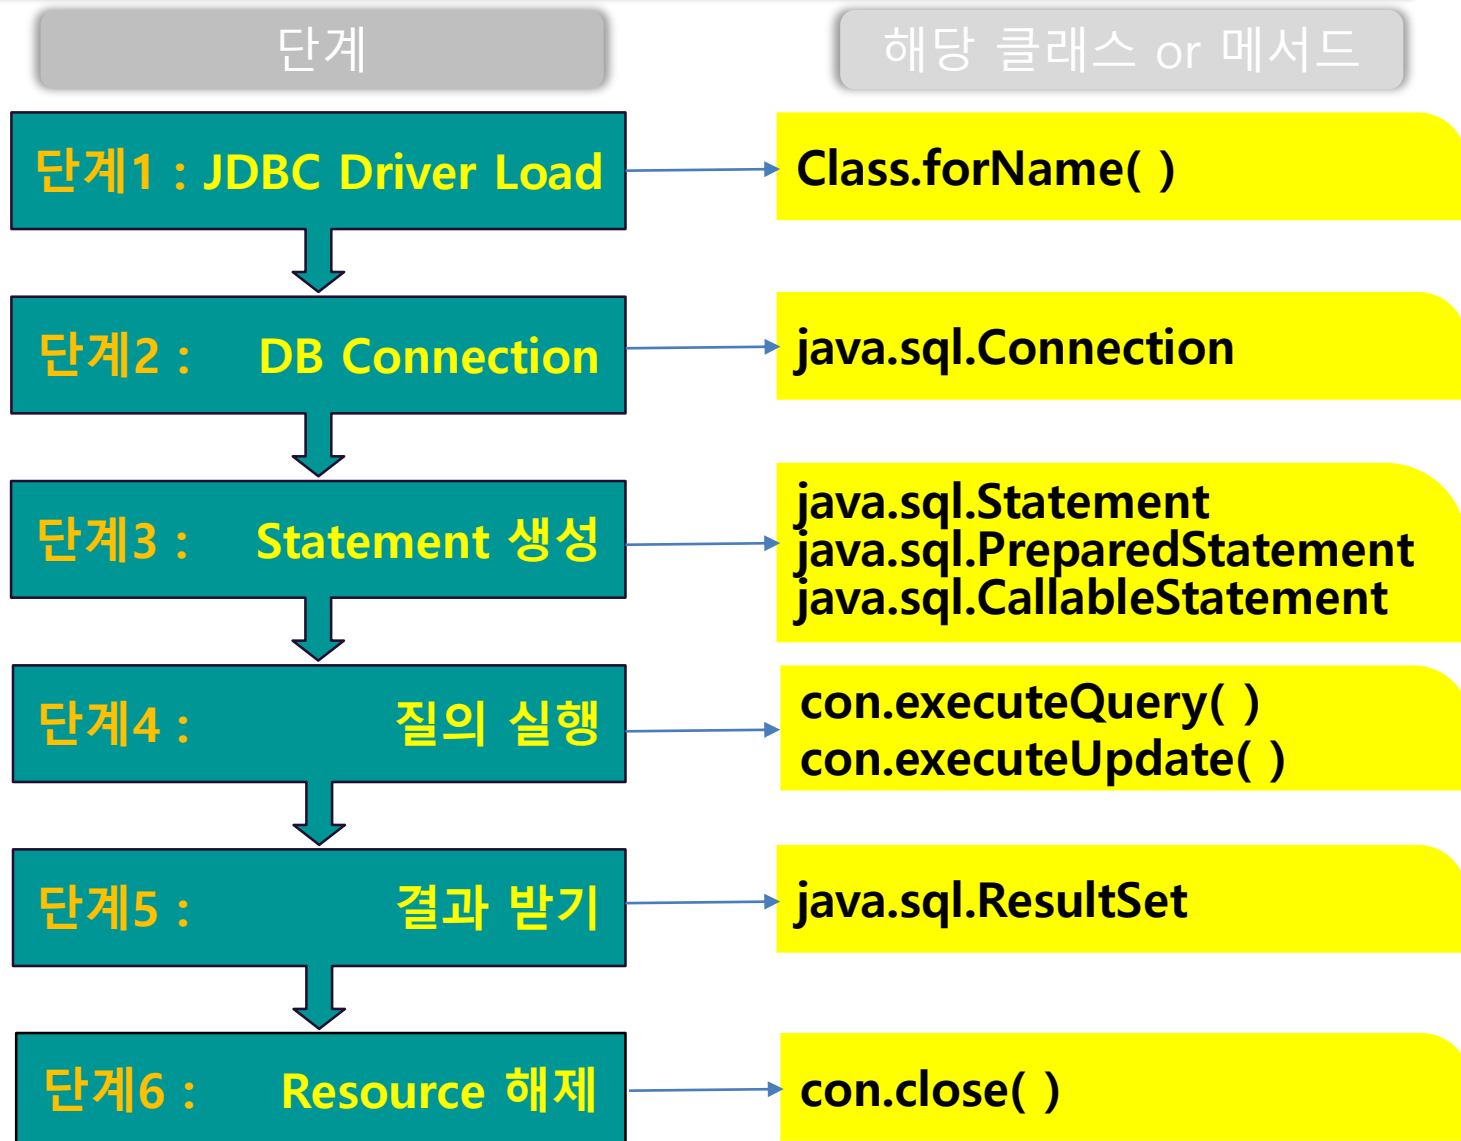 단계
해당 클래스 or 메서드
단계1 : JDBC Driver Load
Class.forName( )
단계2 : DB Connection
java.sql.Connection
단계3 : Statement 생성
java.sql.Statement
java.sql.PreparedStatement
java.sql.CallableStatement
단계4 : 질의 실행
con.executeQuery( )
con.executeUpdate( )
단계5 : 결과 받기
java.sql.ResultSet
단계6 : Resource 해제
con.close( )